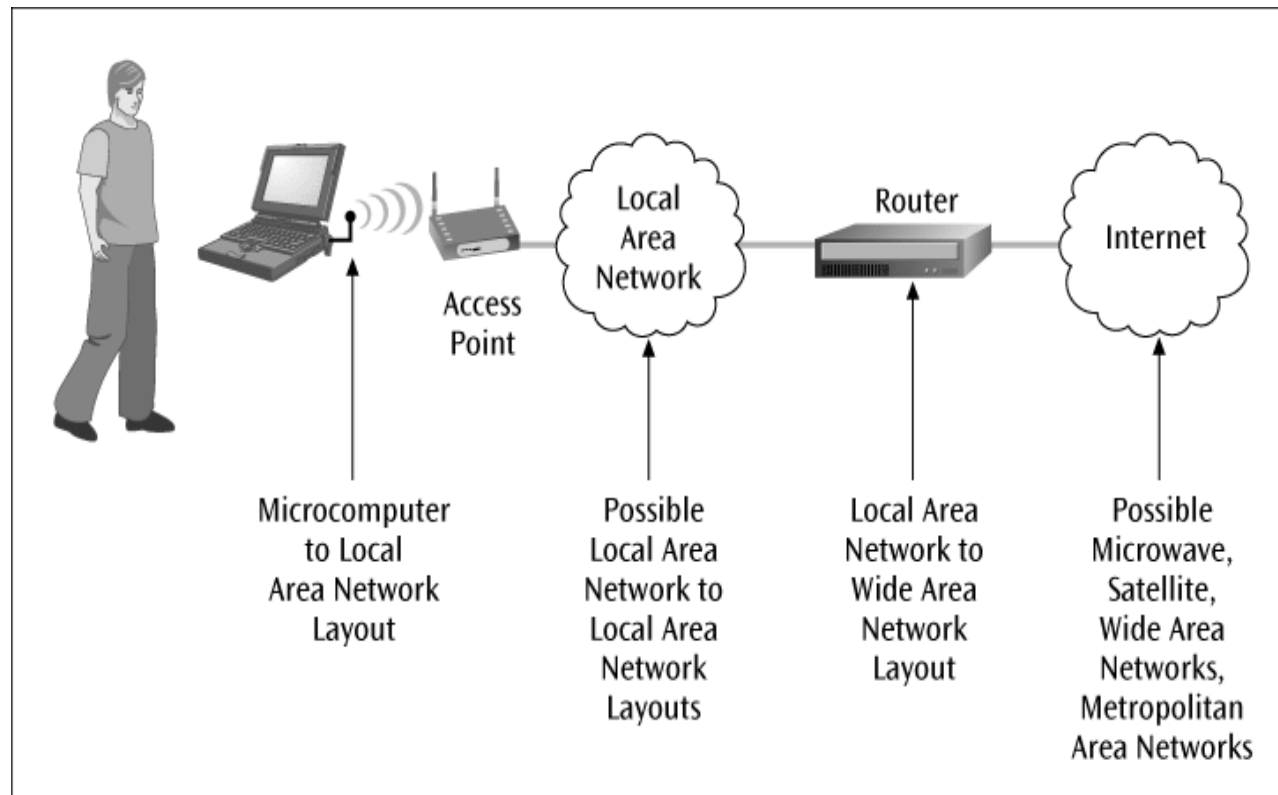 Local
Area
Network
Router
Internet
Access
Point
Microcomputer
to Local
Area Network
Layout
Possible
Local Area
Network to
Local Area
Network
Layouts
Local Area
Network to
Wide Area
Network
Layout
Possible
Microwave,
Satellite,
Wide Area
Networks,
Metropolitan
Area Networks